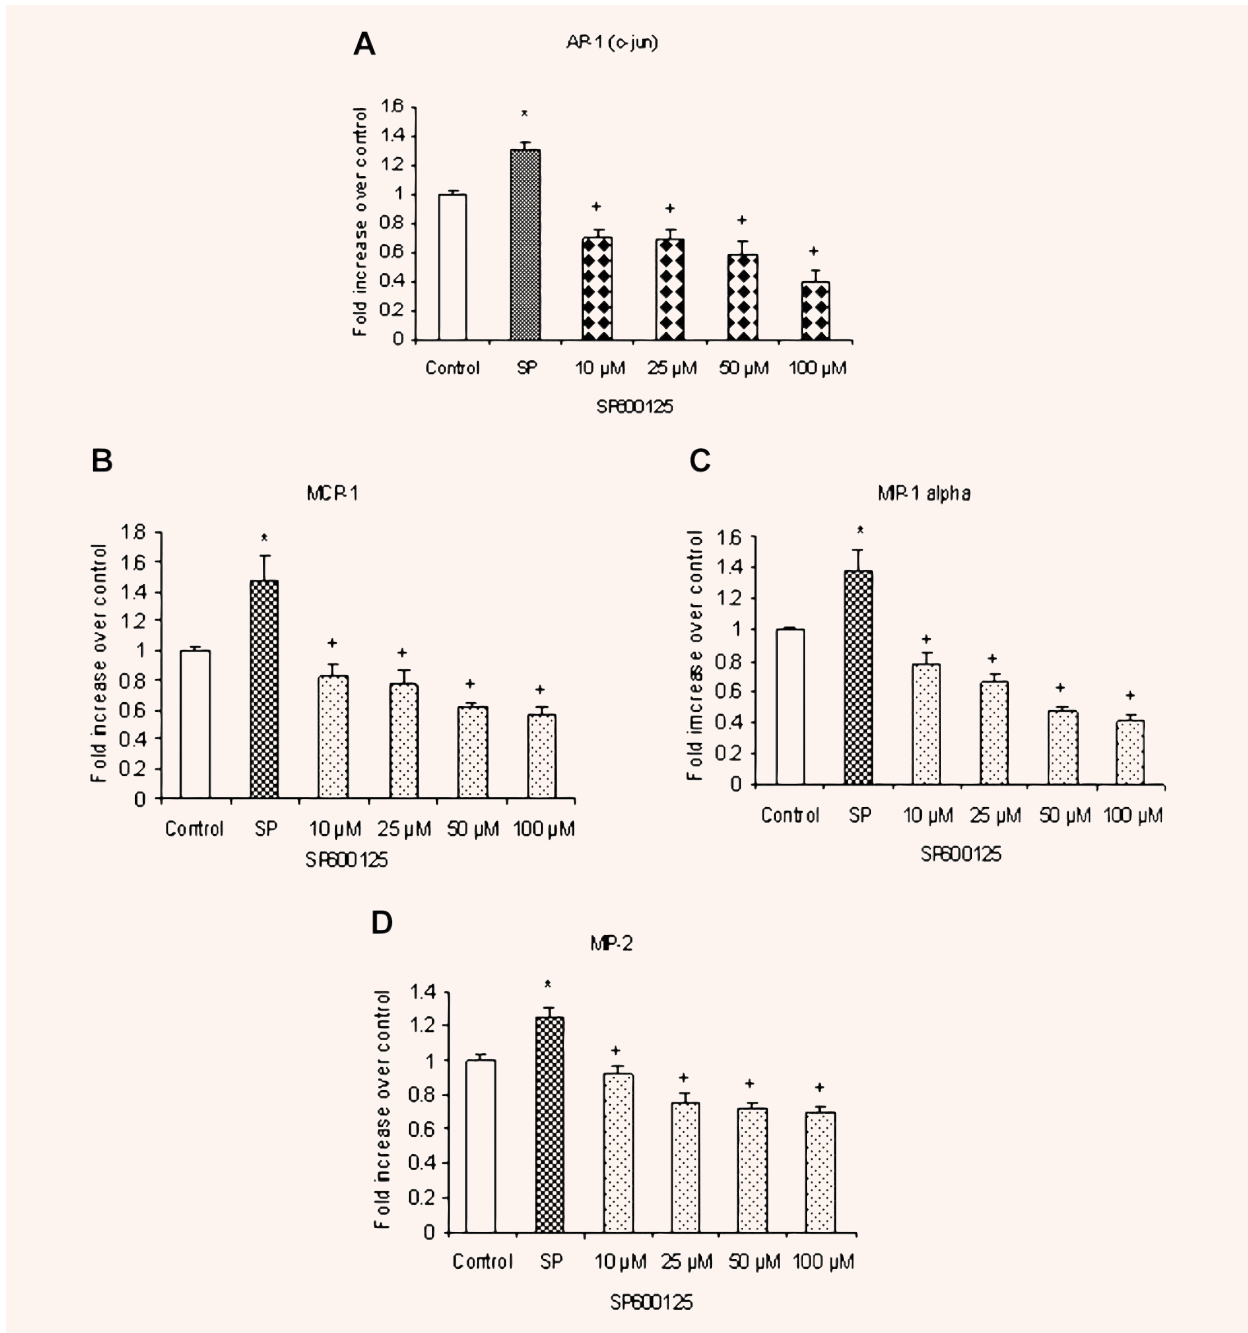 A
AP-1 (c-jun)
Fold increase over control
1.6
1.4
1.2
1
0.8
0.6
0.4
0.2
0
*
+
+
+
+
Control SP 10 µM 25 µM 50 µM 100 µM
SP600125
B
MCP-1
Fold increase over control
1.8
1.6
1.4
1.2
1
0.8
0.6
0.4
0.2
0
*
+
+
+
+
Control SP 10 µM 25 µM 50 µM 100 µM
SP600125
C
MIP-1 alpha
Fold imcrease over control
1.6
1.4
1.2
1
0.8
0.6
0.4
0.2
0
*
+
+
+
+
Control SP 10 µM 25 µM 50 µM 100 µM
SP600125
D
MIP-2
Fold increase over control
1.4
1.2
1
0.8
0.6
0.4
0.2
0
*
+
+
+
+
Control SP 10 µM 25 µM 50 µM 100 µM
SP600125